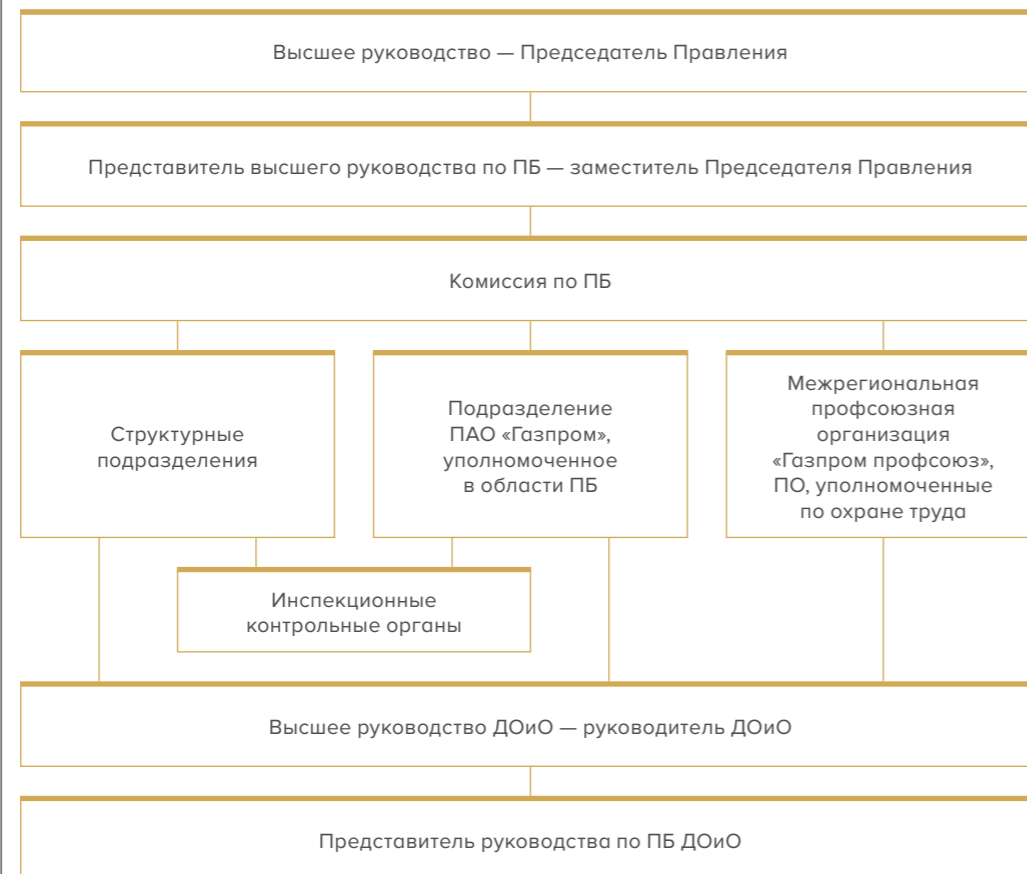 Высшее руководство — Председатель Правления
Представитель высшего руководства по ПБ — заместитель Председателя Правления
Комиссия по ПБ
Структурные
подразделения
Подразделение
ПАО «Газпром»,
уполномоченное
в области ПБ
Межрегиональная
профсоюзная
организация
«Газпром профсоюз»,
ПО, уполномоченные
по охране труда
Инспекционные
контрольные органы
Высшее руководство ДОиО — руководитель ДОиО
Представитель руководства по ПБ ДОиО